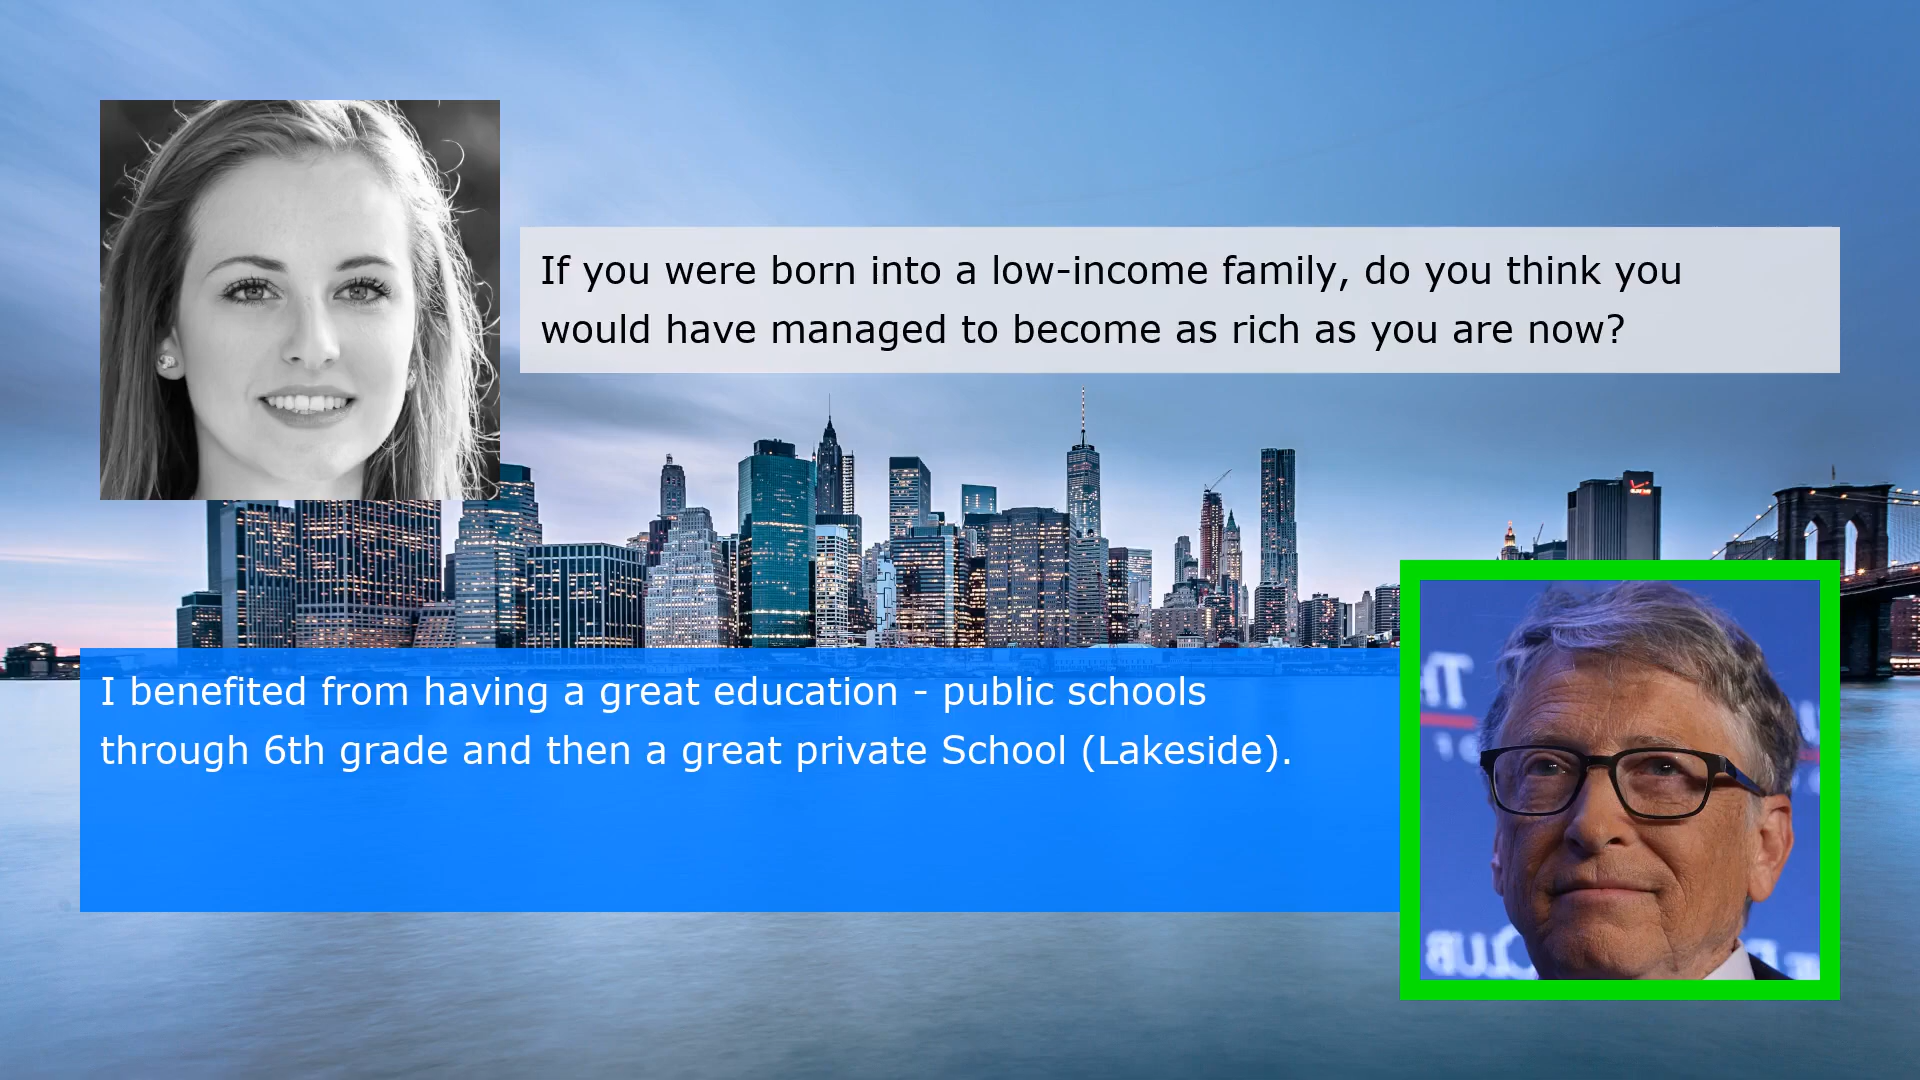 If you were born into a low-income family, do you think you
would have managed to become as rich as you are now?
I benefited from having a great education - public schools
through 6th grade and then a great private School (Lakeside).
CLUB